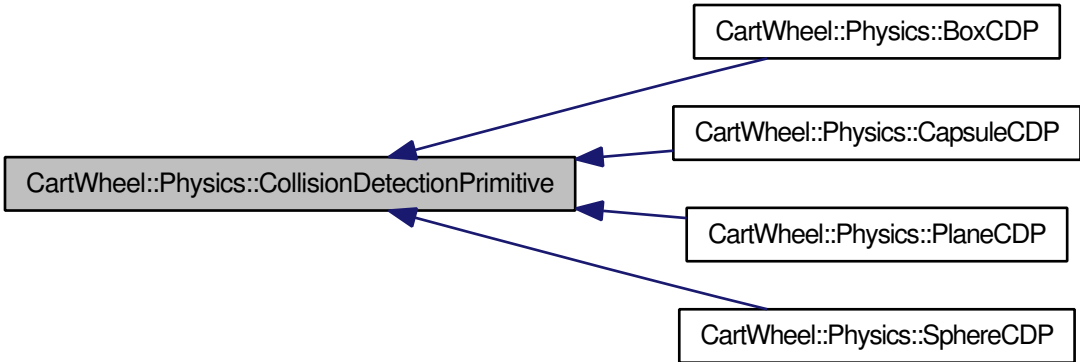 CartWheel::Physics::BoxCDP
CartWheel::Physics::CapsuleCDP
CartWheel::Physics::CollisionDetectionPrimitive
CartWheel::Physics::PlaneCDP
CartWheel::Physics::SphereCDP